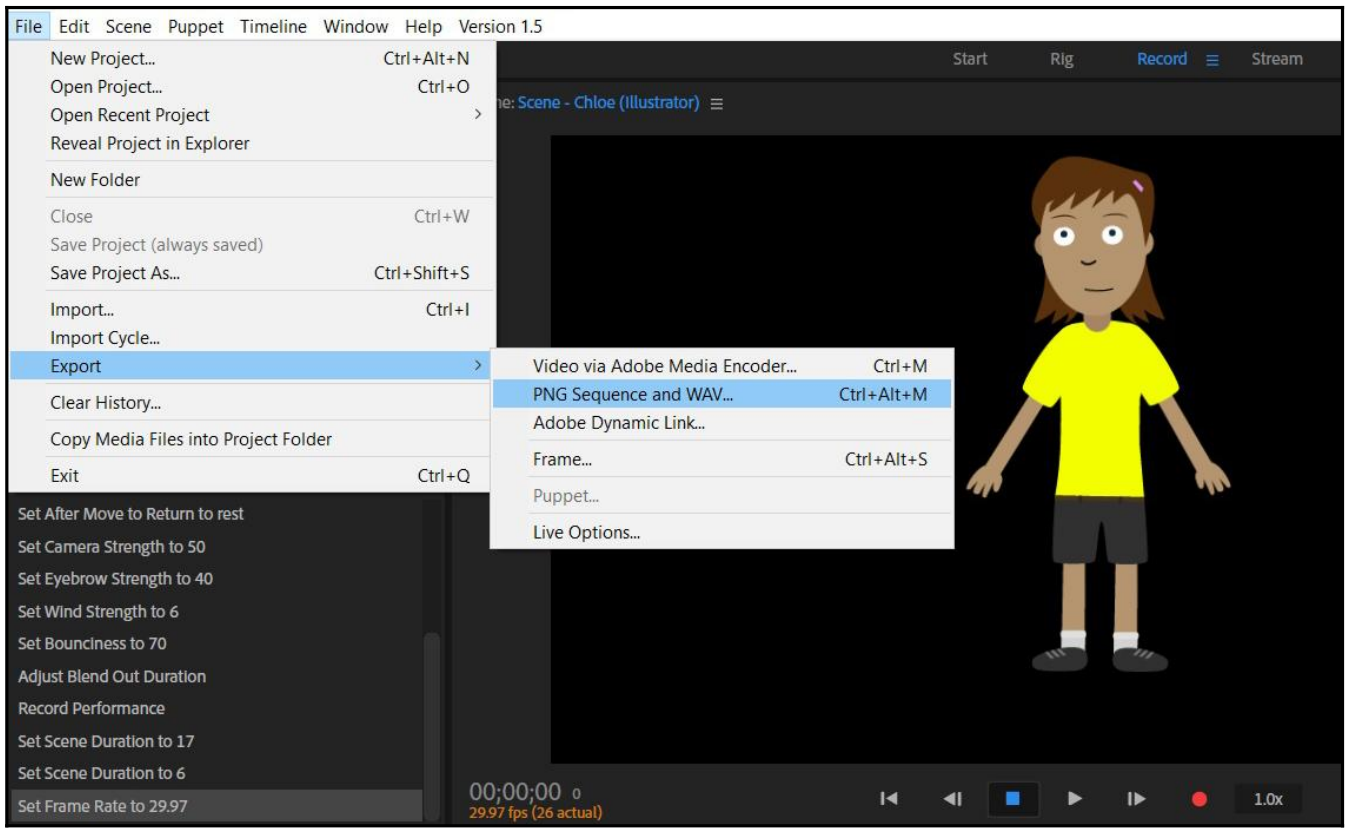 File Edit Scene Puppet Timeline Window Help Version 1.5
New Project... Ctrl+Alt+N
Open Project... Ctrl+O
Open Recent Project >
Reveal Project in Explorer
New Folder
Close Ctrl+W
Save Project (always saved)
Save Project As... Ctrl+Shift+S
Import... Ctrl+I
Import Cycle...
Export >
Clear History...
Copy Media Files into Project Folder
Exit Ctrl+Q
Start Rig Record Stream
ne: Scene - Chloe (Illustrator)
Video via Adobe Media Encoder... Ctrl+M
PNG Sequence and WAV... Ctrl+Alt+M
Adobe Dynamic Link...
Frame... Ctrl+Alt+S
Puppet...
Live Options...
Set After Move to Return to rest
Set Camera Strength to 50
Set Eyebrow Strength to 40
Set Wind Strength to 6
Set Bounciness to 70
Adjust Blend Out Duration
Record Performance
Set Scene Duration to 17
Set Scene Duration to 6
Set Frame Rate to 29.97
00;00;00 0
29.97 fps (26 actual)
1.0x